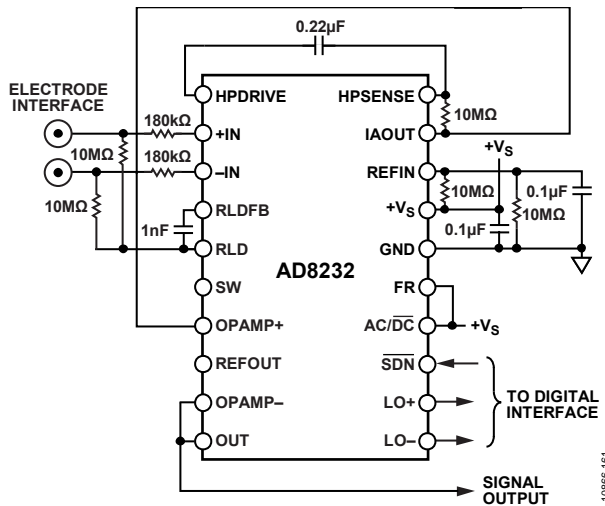 0.22µF
ELECTRODE
INTERFACE
180kΩ
10MΩ
180kΩ
10MΩ
1nF
HPDRIVE
+IN
–IN
RLDFB
RLD
SW
OPAMP+
REFOUT
OPAMP–
OUT
AD8232
HPSENSE
IAOUT
REFIN
+VS
GND
FR
AC/DC
SDN
LO+
LO–
10MΩ
+VS
10MΩ
0.1µF
10MΩ
0.1µF
+VS
TO DIGITAL
INTERFACE
SIGNAL
OUTPUT
10866-161